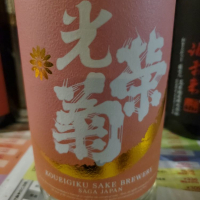 光栄菊
KOUEIGIKU SAKE BREWERY
SAGA JAPAN